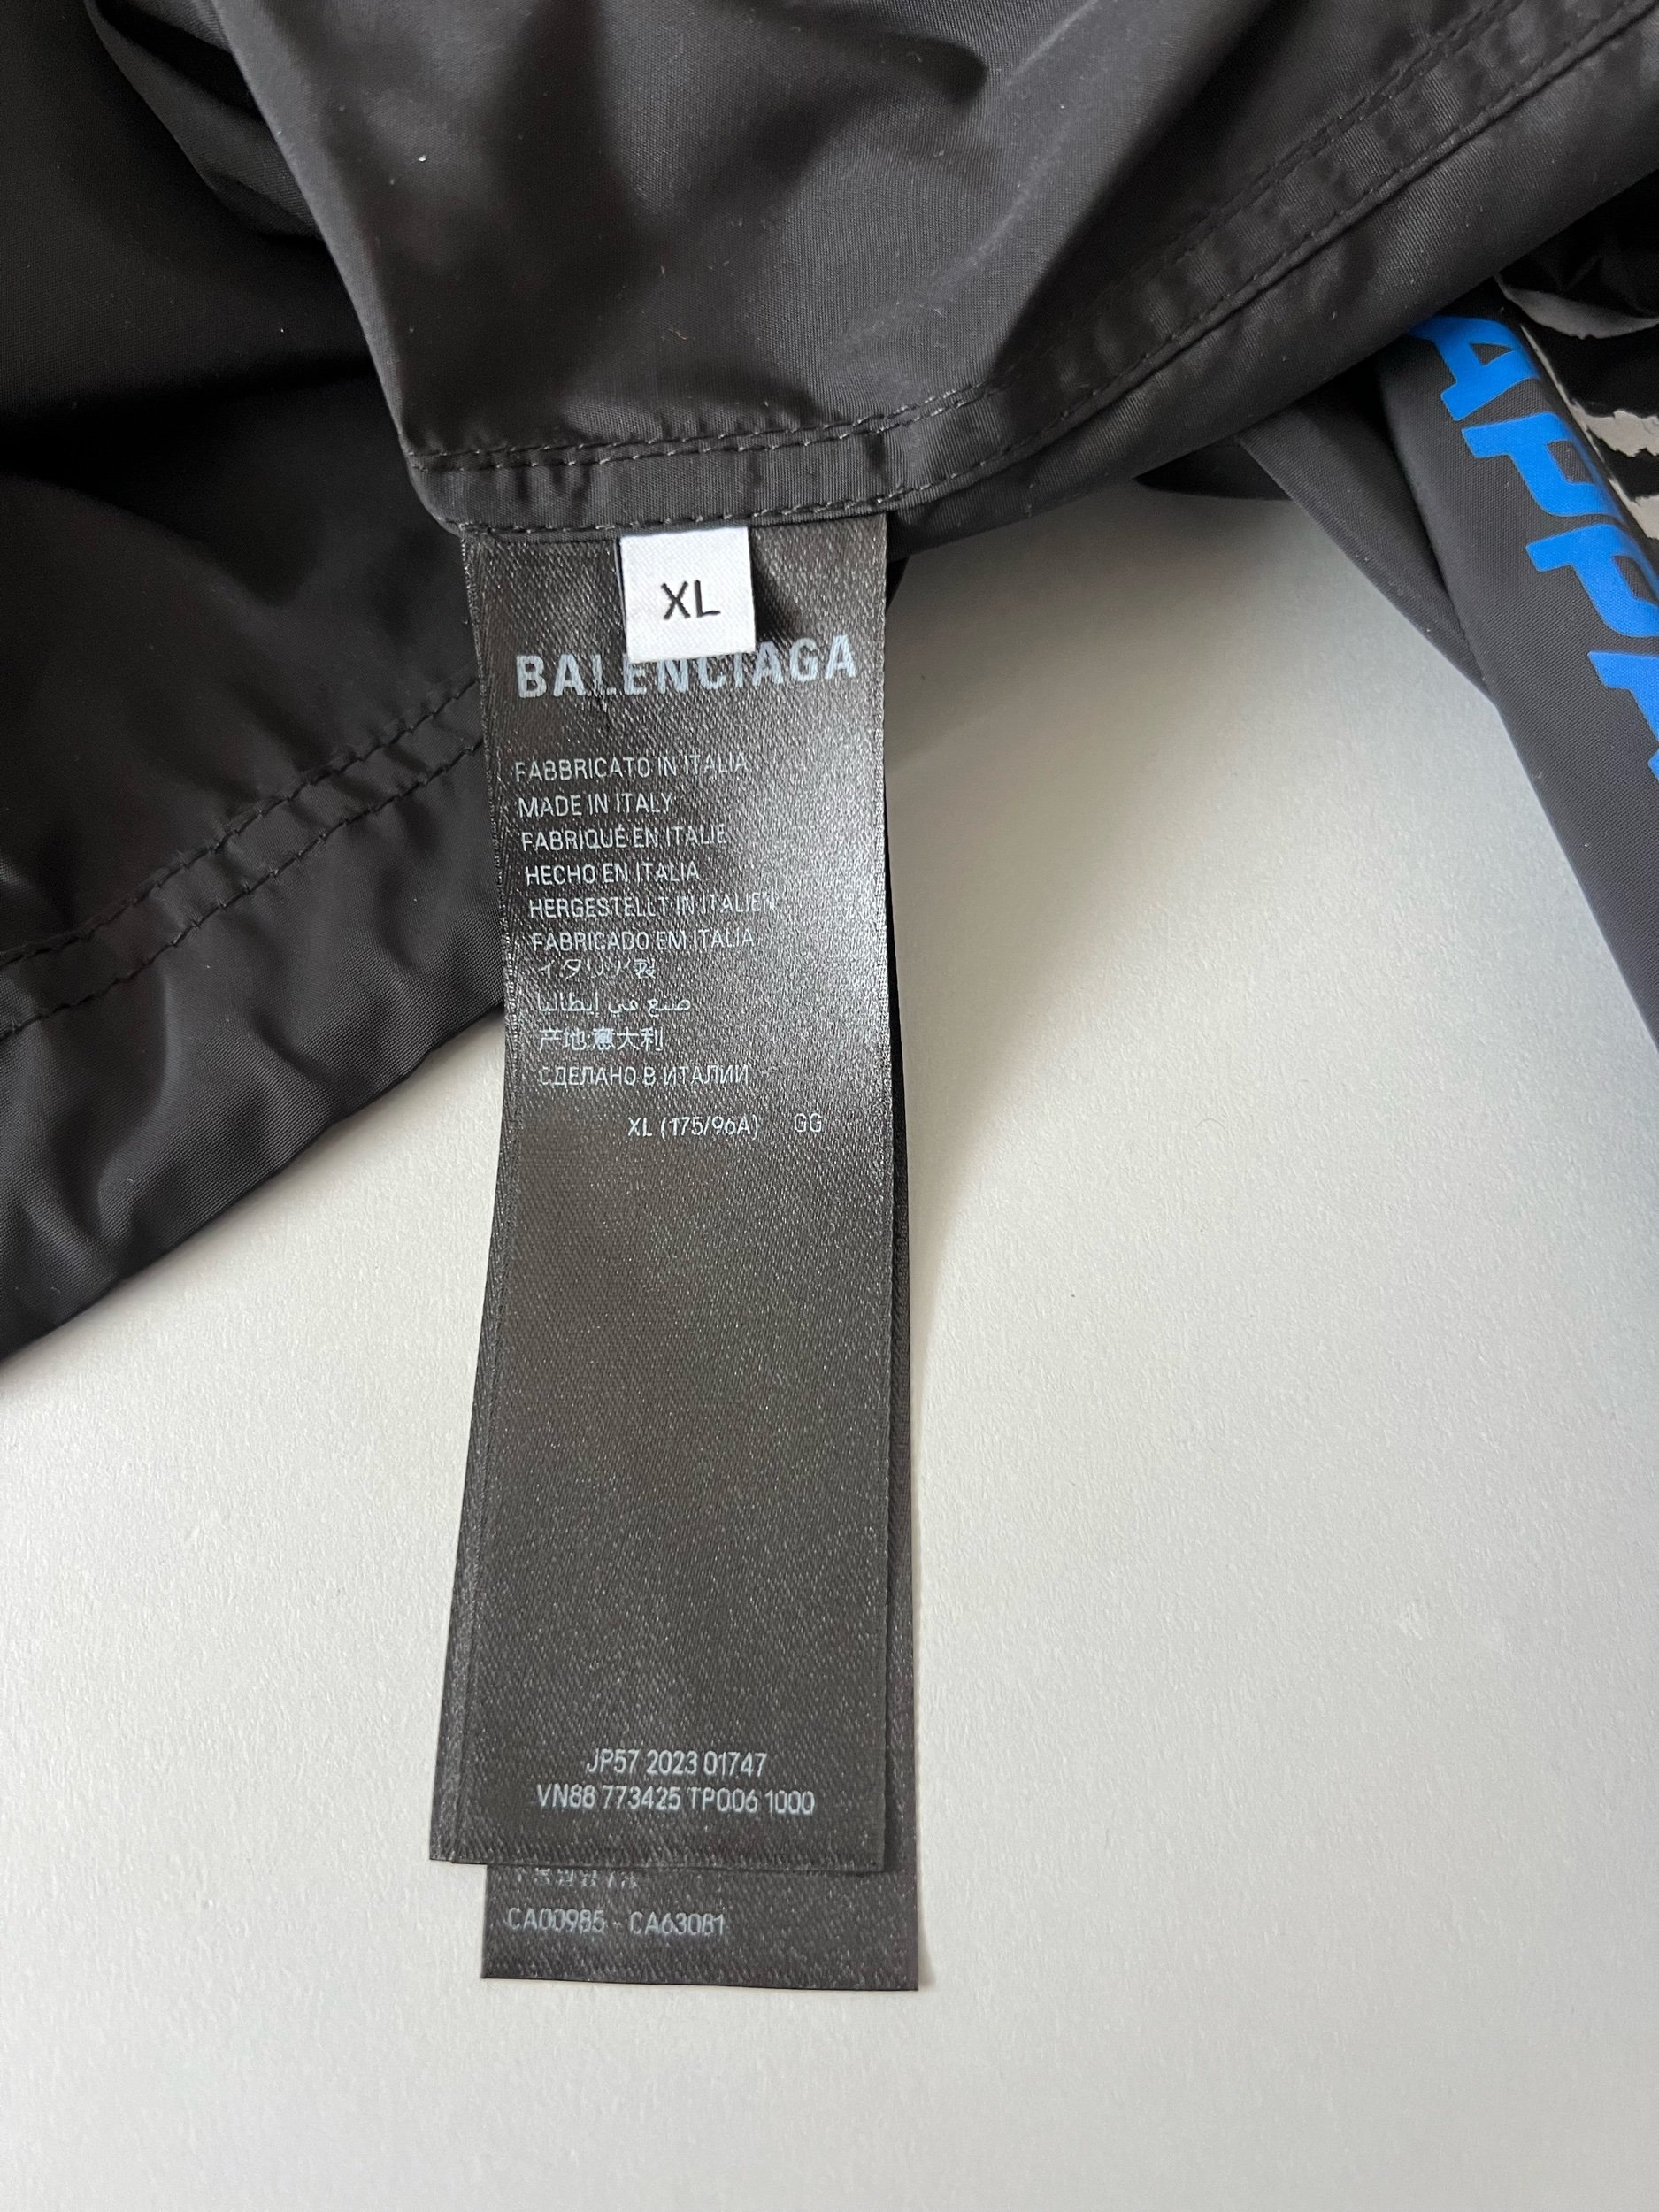 XL
BALENCIAGA
FABBRICATO IN ITALIA
MADE IN ITALY
FABRIQUÉ EN ITALIE
HECHO EN ITALIA
HERGESTELLT IN ITALIEN
FABRICADO EM ITALIA
イタリア製
صنع في إيطاليا
产地:意大利
СДЕЛАНО В ИТАЛИИ
XL (175/96A) GG
JP57 2023 01747
VN88 773425 TP006 1000
CA00985 - CA63081